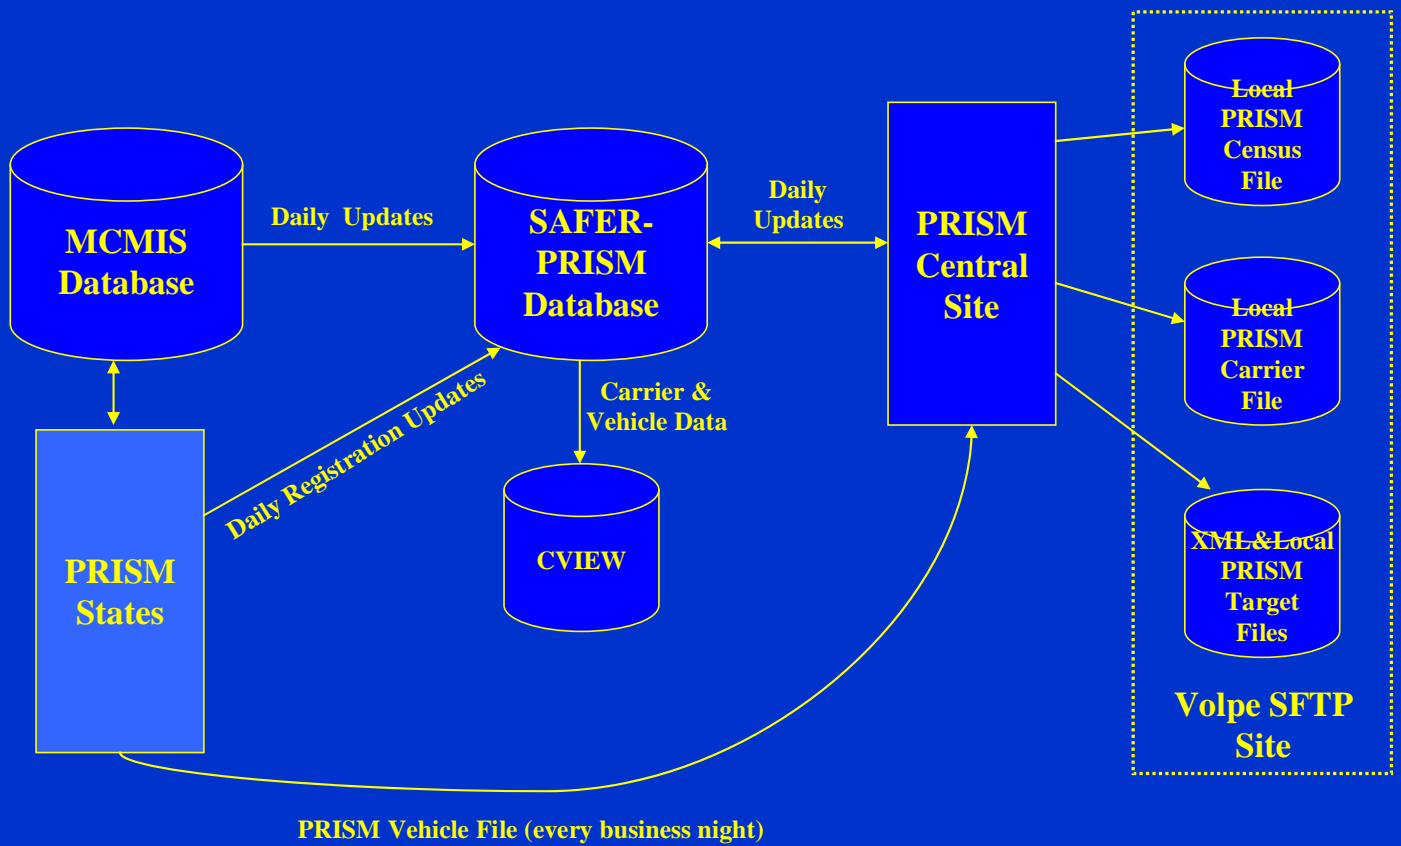 MCMIS
Database
Daily  Updates
SAFER-
PRISM
Database
Daily
Updates
PRISM
Central
Site
Local
PRISM
Census
File
Local
PRISM
Carrier
File
XML&Local
PRISM
Target
Files
Volpe SFTP
Site
PRISM
States
Daily Registration Updates
Carrier &
Vehicle Data
CVIEW
PRISM Vehicle File (every business night)